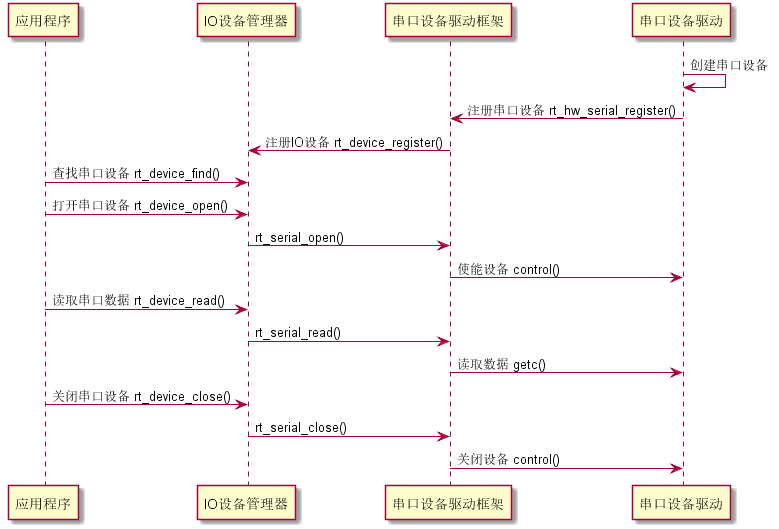 应用程序
IO设备管理器
串口设备驱动框架
串口设备驱动
创建串口设备
注册串口设备 rt_hw_serial_register()
注册IO设备 rt_device_register()
查找串口设备 rt_device_find()
打开串口设备 rt_device_open()
rt_serial_open()
使能设备 control()
读取串口数据 rt_device_read()
rt_serial_read()
读取数据 getc()
关闭串口设备 rt_device_close()
rt_serial_close()
关闭设备 control()
应用程序
IO设备管理器
串口设备驱动框架
串口设备驱动